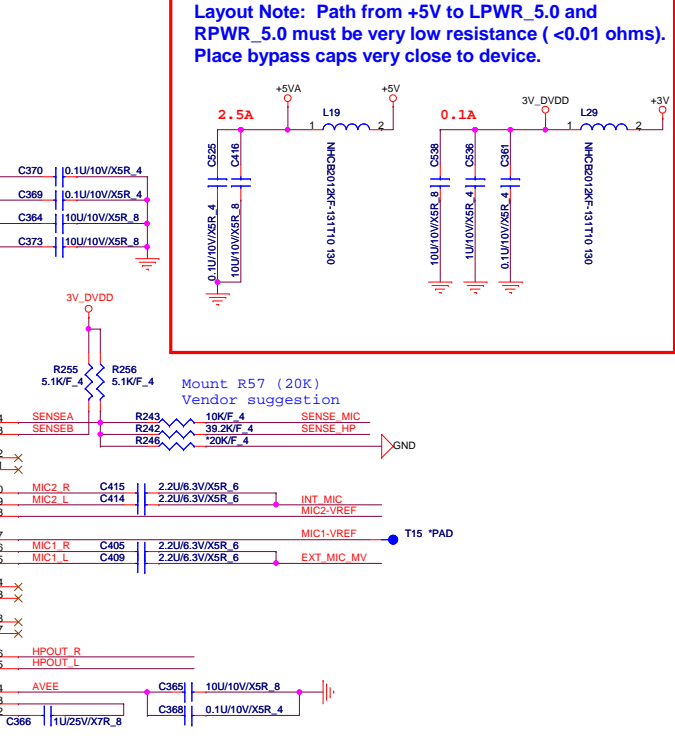 Layout Note: Path from +5V to LPWR_5.0 and
RPWR_5.0 must be very low resistance ( <0.01 ohms).
Place bypass caps very close to device.
+5VA
+5V
2.5A
L19
1
2
C525
C416
0.1U/10V/X5R_4
10U/10V/X5R_8
NHCB2012KF-131T10 130
3V_DVDD
+3V
0.1A
L29
1
2
C538
C536
C361
10U/10V/X5R_8
1U/10V/X5R_4
0.1U/10V/X5R_4
NHCB2012KF-131T10 130
C370 0.1U/10V/X5R_4
C369 0.1U/10V/X5R_4
C364 10U/10V/X5R_8
C373 10U/10V/X5R_8
3V_DVDD
R255
5.1K/F_4
R256
5.1K/F_4
Mount R57 (20K)
Vendor suggestion
SENSEA R243 10K/F_4 SENSE_MIC
SENSEB R242 39.2K/F_4 SENSE_HP
R246 *20K/F_4
GND
MIC2_R C415 2.2U/6.3V/X5R_6
MIC2_L C414 2.2U/6.3V/X5R_6 INT_MIC
MIC2-VREF
MIC1-VREF T15 *PAD
MIC1_R C405 2.2U/6.3V/X5R_6
MIC1_L C409 2.2U/6.3V/X5R_6 EXT_MIC_MV
HPOUT_R
HPOUT_L
AVEE C365 10U/10V/X5R_8
C368 0.1U/10V/X5R_4
C366 1U/25V/X7R_8